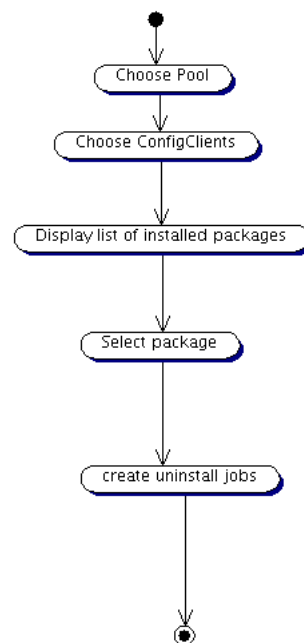 Choose Pool
Choose ConfigClients
Display list of installed packages
Select package
create uninstall jobs